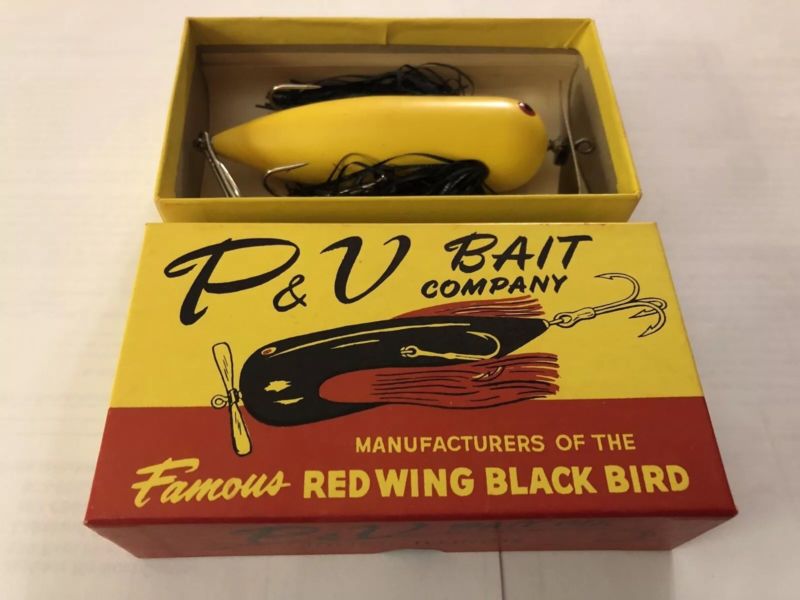 P & V BAIT
COMPANY
MANUFACTURERS OF THE
Famous RED WING BLACK BIRD
P & V